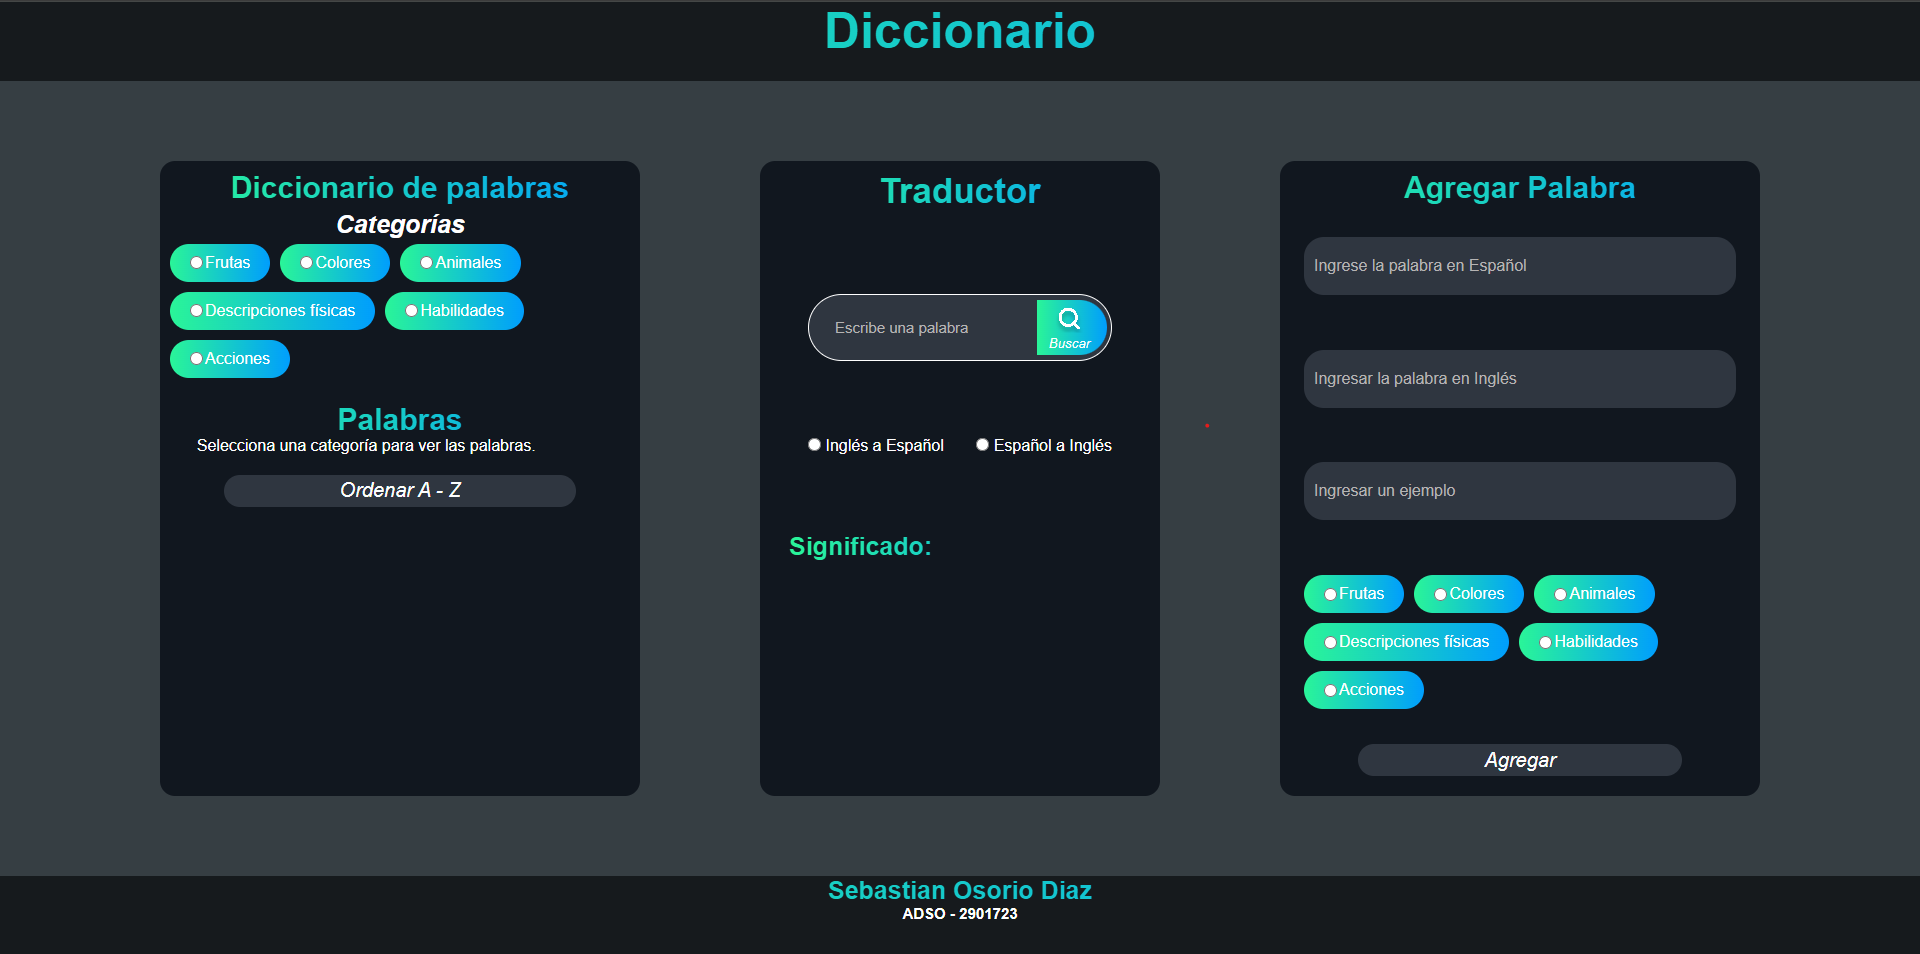 Diccionario
Diccionario de palabras
Categorías
Frutas
Colores
Animales
Descripciones físicas
Habilidades
Acciones
Palabras
Selecciona una categoría para ver las palabras.
Ordenar A - Z
Traductor
Escribe una palabra
Buscar
Inglés a Español
Español a Inglés
Significado:
Agregar Palabra
Ingrese la palabra en Español
Ingresar la palabra en Inglés
Ingresar un ejemplo
Frutas
Colores
Animales
Descripciones físicas
Habilidades
Acciones
Agregar
Sebastian Osorio Diaz
ADSO - 2901723